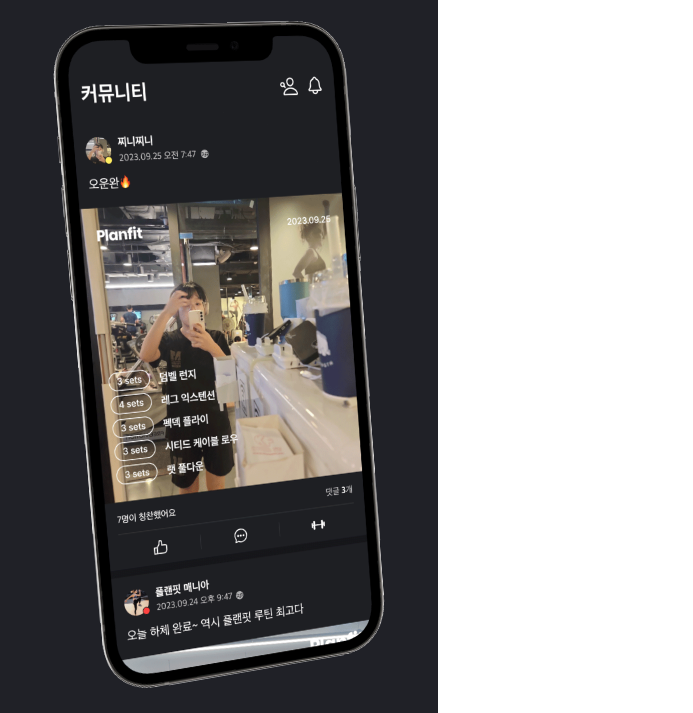 커뮤니티
찌니찌니
2023.09.25 오전 7:47
오운완🔥
Planfit
2023.09.25
3 sets 덤벨 런지
4 sets 레그 익스텐션
3 sets 펙덱 플라이
3 sets 시티드 케이블 로우
3 sets 랫 풀다운
7명이 칭찬했어요
댓글 3개
플랜핏 매니아
2023.09.24 오후 9:47
오늘 하체 완료~ 역시 플랜핏 루틴 최고다